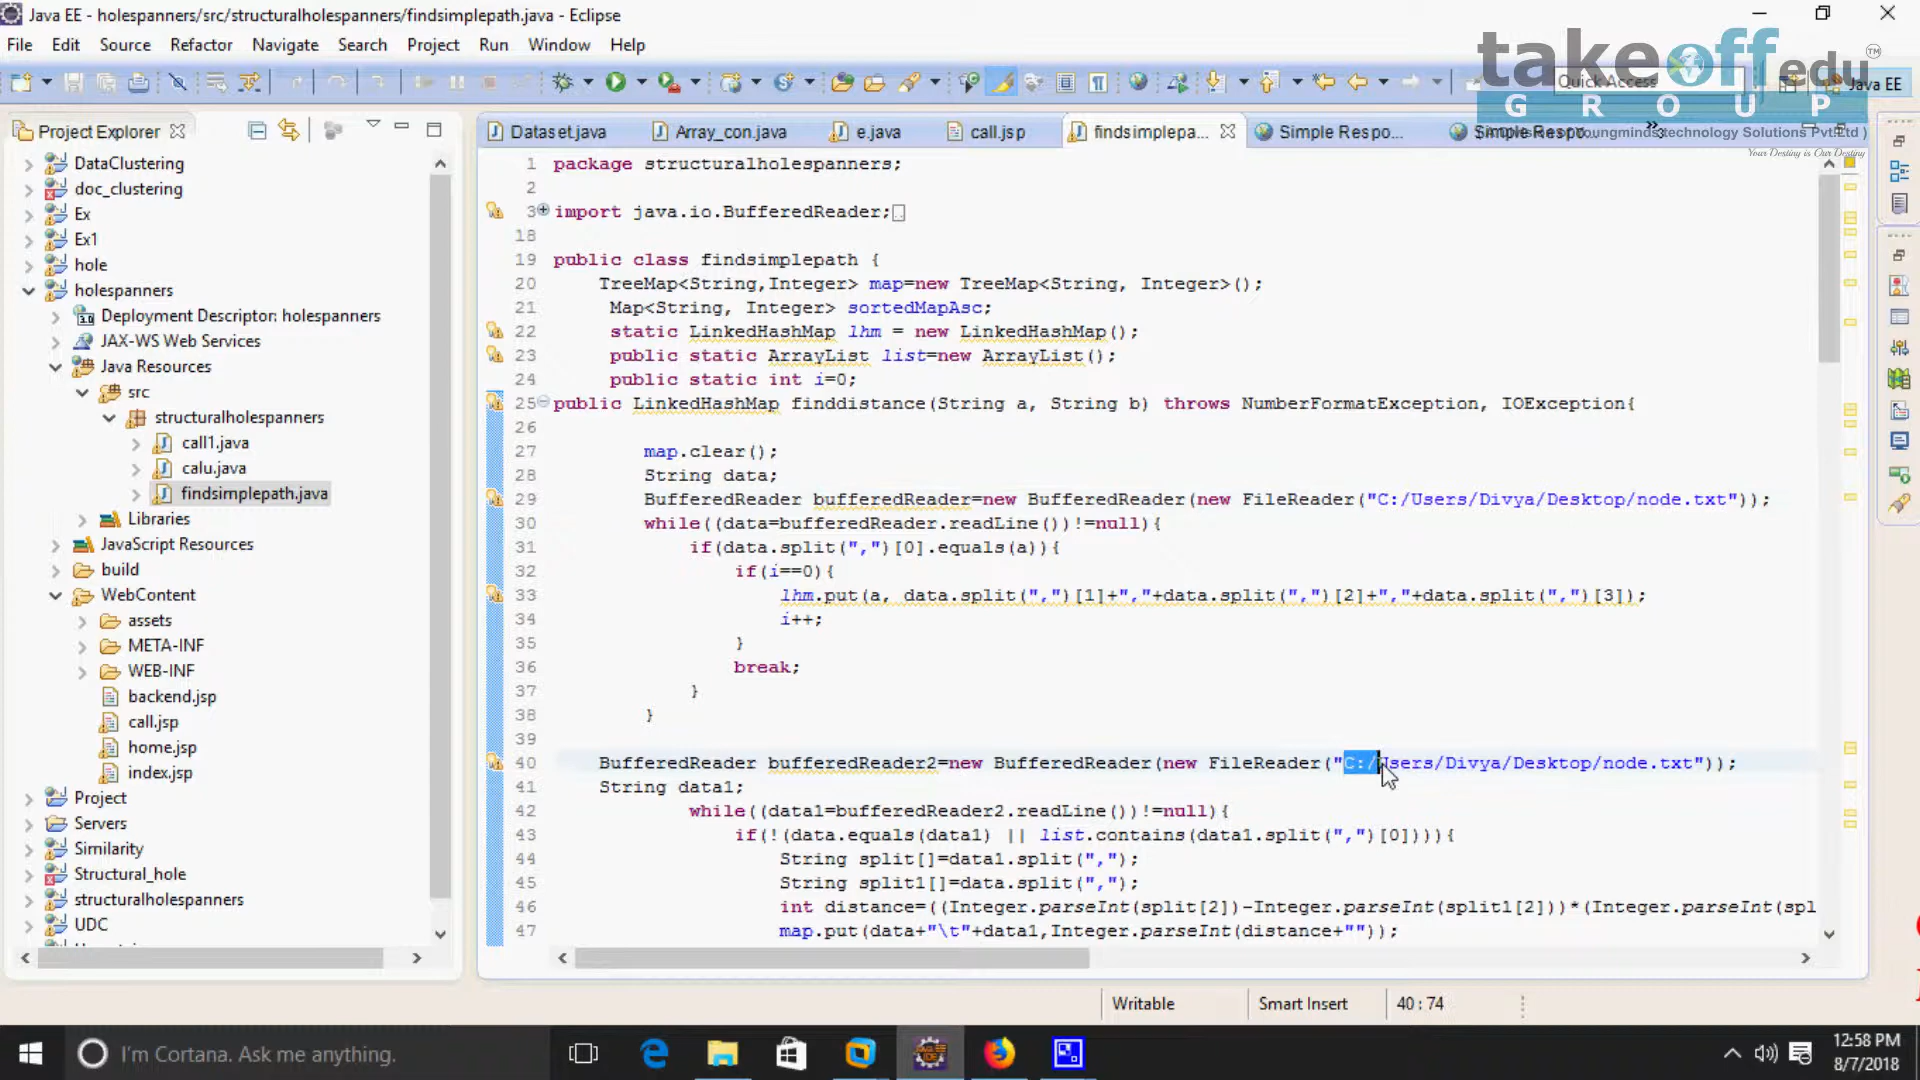 Java EE - holespanners/src/structuralholespanners/findsimplepath.java - Eclipse
File Edit Source Refactor Navigate Search Project Run Window Help
takeoff edu ™
GROUP
Quick Access
Java EE
Youngminds technology Solutions Pvt.Ltd )
Your Destiny is Our Destiny
Project Explorer
Dataset.java Array_con.java e.java call.jsp findsimplepa... Simple Respo...
DataClustering
doc_clustering
Ex
Ex1
hole
holespanners
Deployment Descriptor: holespanners
JAX-WS Web Services
Java Resources
src
structuralholespanners
call1.java
calu.java
findsimplepath.java
Libraries
JavaScript Resources
build
WebContent
assets
META-INF
WEB-INF
backend.jsp
call.jsp
home.jsp
index.jsp
Project
Servers
Similarity
Structural_hole
structuralholespanners
UDC
1 package structuralholespanners;
2
3 import java.io.BufferedReader;
18
19 public class findsimplepath {
20 TreeMap<String,Integer> map=new TreeMap<String, Integer>();
21 Map<String, Integer> sortedMapAsc;
22 static LinkedHashMap lhm = new LinkedHashMap();
23 public static ArrayList list=new ArrayList();
24 public static int i=0;
25 public LinkedHashMap finddistance(String a, String b) throws NumberFormatException, IOException{
26
27 map.clear();
28 String data;
29 BufferedReader bufferedReader=new BufferedReader(new FileReader("C:/Users/Divya/Desktop/node.txt"));
30 while((data=bufferedReader.readLine())!=null){
31 if(data.split(",")[0].equals(a)){
32 if(i==0){
33 lhm.put(a, data.split(",")[1]+","+data.split(",")[2]+","+data.split(",")[3]);
34 i++;
35 }
36 break;
37 }
38 }
39
40 BufferedReader bufferedReader2=new BufferedReader(new FileReader("C:/Users/Divya/Desktop/node.txt"));
41 String data1;
42 while((data1=bufferedReader2.readLine())!=null){
43 if(!(data.equals(data1) || list.contains(data1.split(",")[0]))){
44 String split[]=data1.split(",");
45 String split1[]=data.split(",");
46 int distance=((Integer.parseInt(split[2])-Integer.parseInt(split1[2]))*(Integer.parseInt(spl
47 map.put(data+"\t"+data1,Integer.parseInt(distance+""));
Writable Smart Insert 40 : 74
I'm Cortana. Ask me anything.
12:58 PM
8/7/2018